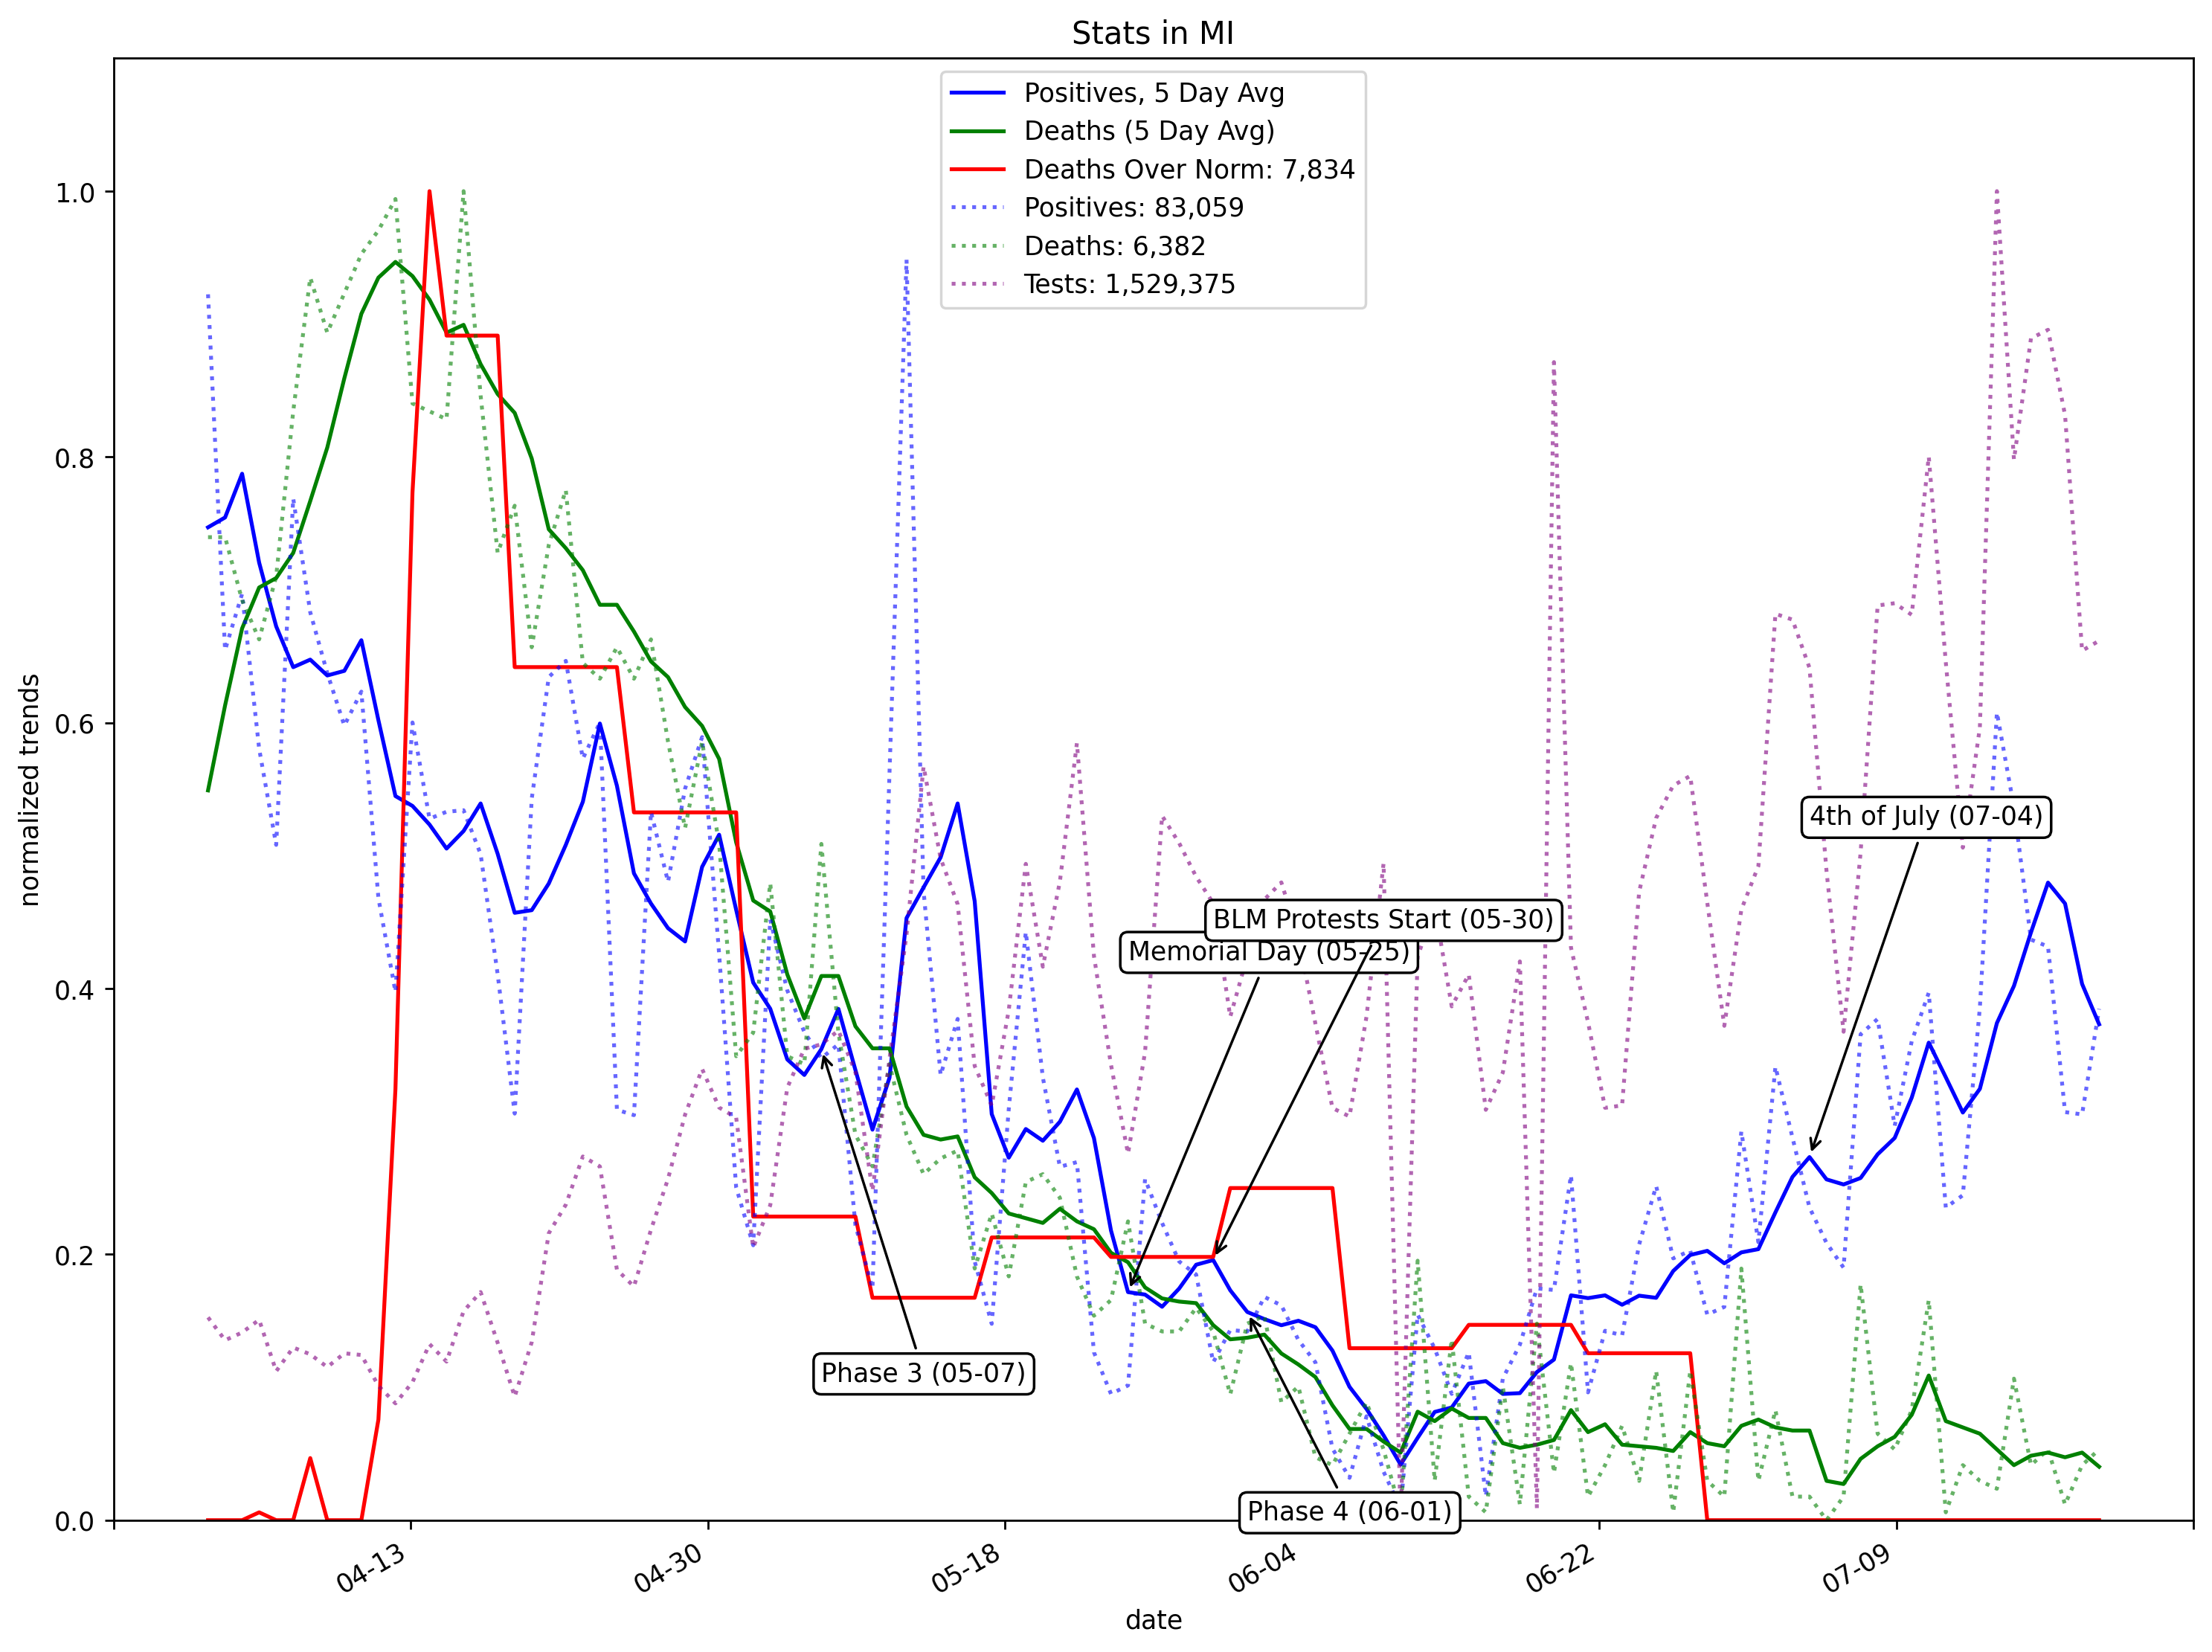 Stats in MI
Positives, 5 Day Avg
Deaths (5 Day Avg)
Deaths Over Norm: 7,834
Positives: 83,059
Deaths: 6,382
Tests: 1,529,375
normalized trends
1.0
0.8
0.6
0.4
0.2
0.0
4th of July (07-04)
BLM Protests Start (05-30)
Memorial Day (05-25)
Phase 3 (05-07)
Phase 4 (06-01)
04-13
04-30
05-18
06-04
06-22
07-09
date